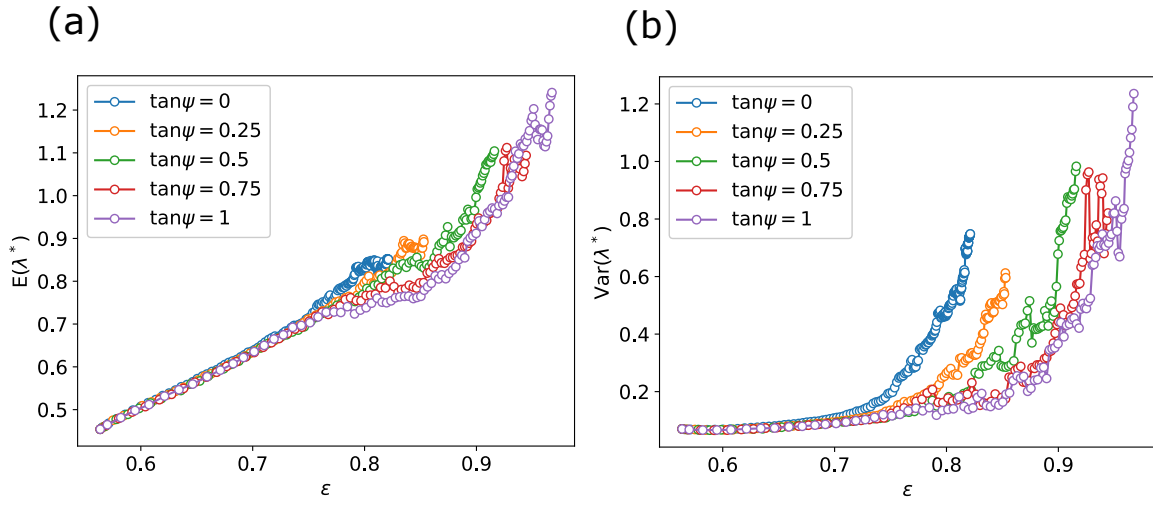 (a)
E(λ*)
1.2
1.1
1.0
0.9
0.8
0.7
0.6
0.5
tanψ = 0
tanψ = 0.25
tanψ = 0.5
tanψ = 0.75
tanψ = 1
0.6 0.7 0.8 0.9
ε
(b)
Var(λ*)
1.2
1.0
0.8
0.6
0.4
0.2
tanψ = 0
tanψ = 0.25
tanψ = 0.5
tanψ = 0.75
tanψ = 1
0.6 0.7 0.8 0.9
ε